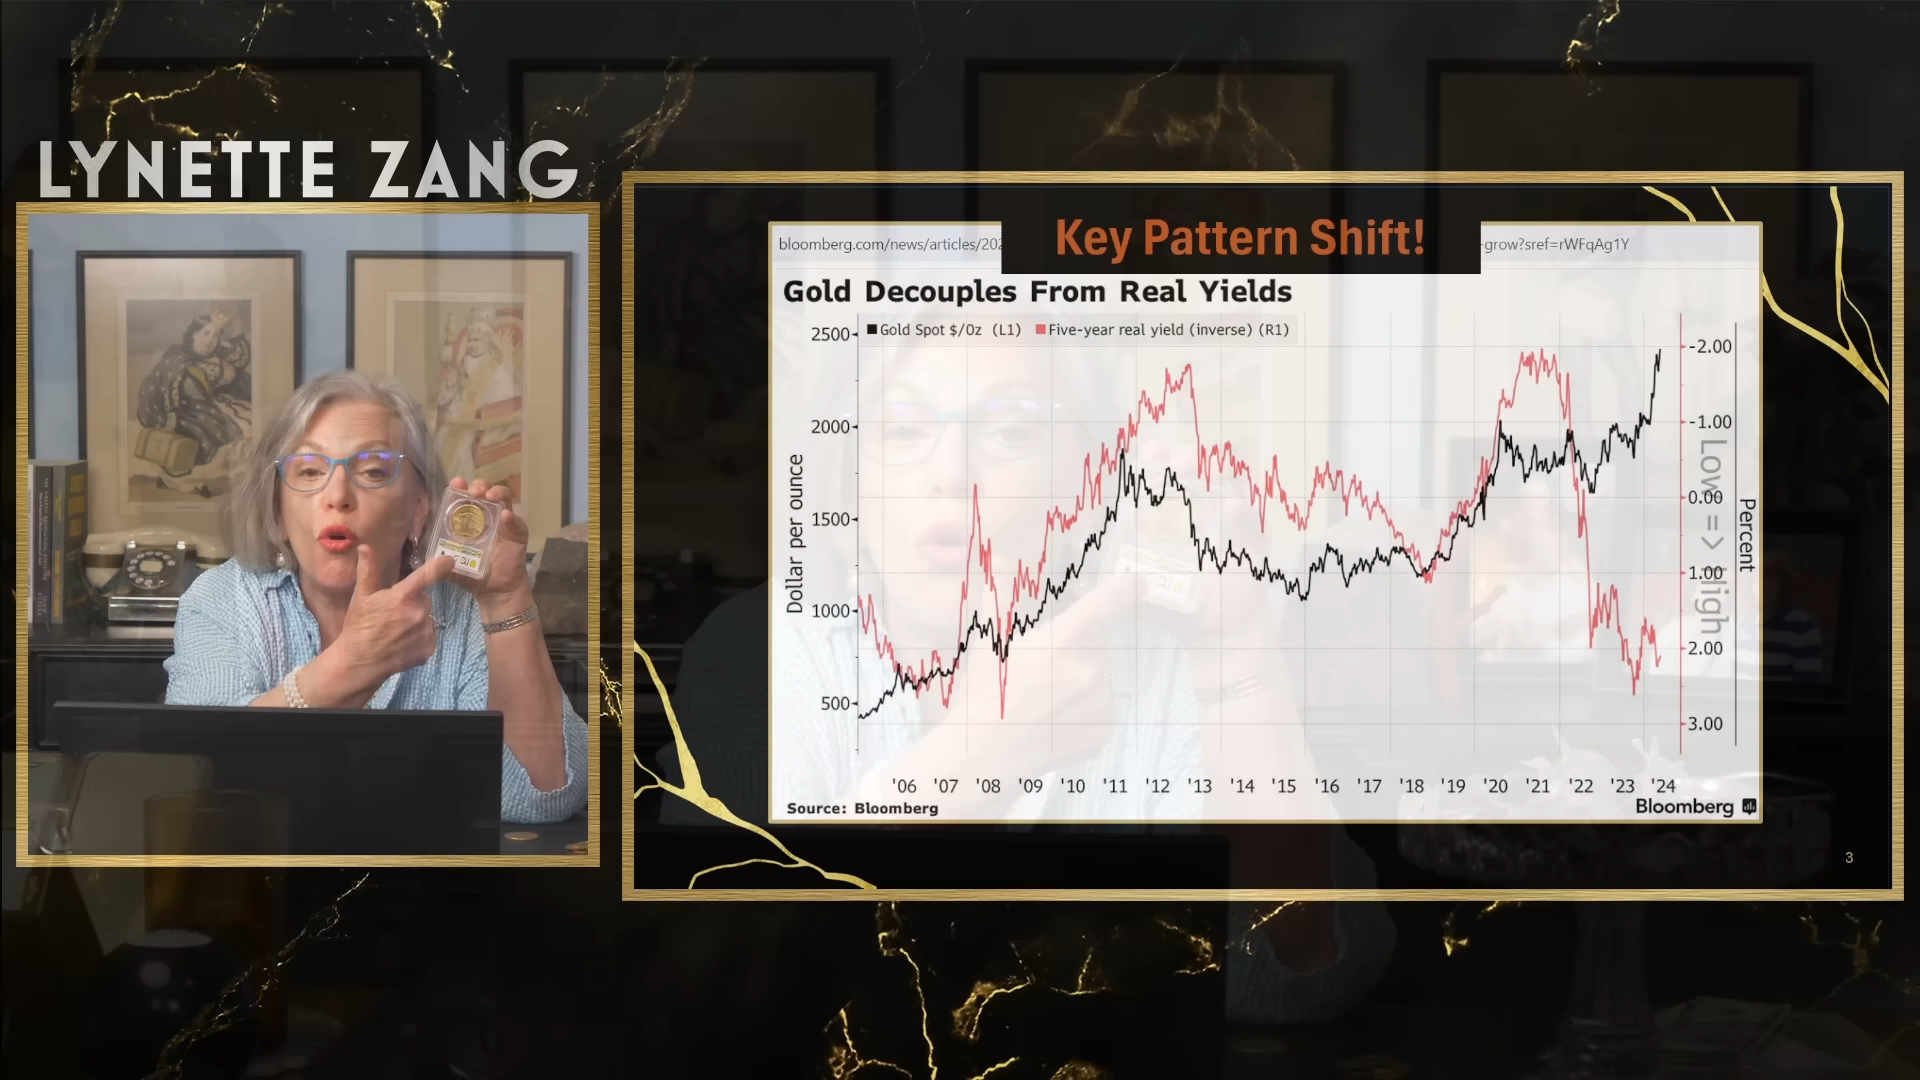 LYNETTE ZANG
Key Pattern Shift!
bloomberg.com/news/articles/202
-grow?sref=rWFqAg1Y
Gold Decouples From Real Yields
Gold Spot $/Oz (L1)
Five-year real yield (inverse) (R1)
2500
2000
1500
1000
500
Dollar per ounce
-2.00
-1.00
0.00
1.00
2.00
3.00
Low => High
Percent
'06 '07 '08 '09 '10 '11 '12 '13 '14 '15 '16 '17 '18 '19 '20 '21 '22 '23 '24
Source: Bloomberg
Bloomberg
3